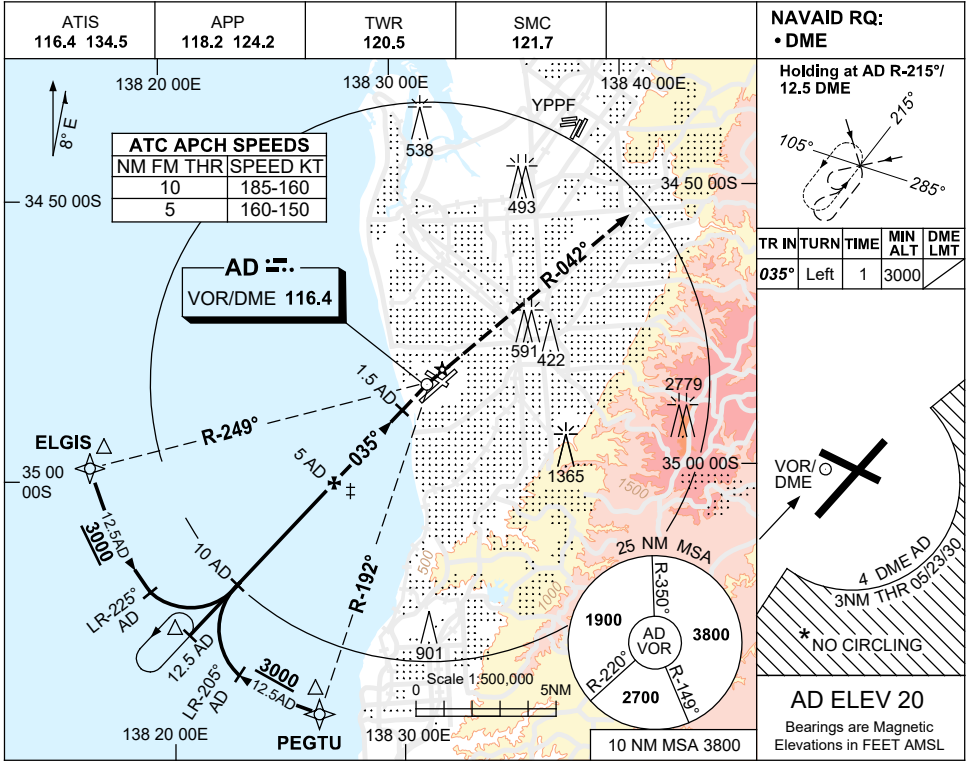 ATIS
116.4 134.5
APP
118.2 124.2
TWR
120.5
SMC
121.7
NAVAID RQ:
• DME
138 20 00E
138 30 00E
138 40 00E
8° E
ATC APCH SPEEDS
NM FM THR SPEED KT
10 185-160
5 160-150
538
YPPF
493
34 50 00S
34 50 00S
AD
VOR/DME 116.4
R-042°
591
422
2779
1.5 AD
R-249°
ELGIS
035°
5 AD
‡
35 00
00S
35 00 00S
1365
1500
12.5AD
3000
10 AD
R-192°
500
1000
LR-225°
AD
12.5 AD
LR-205°
AD
3000
12.5AD
PEGTU
901
Scale 1:500,000
0 5NM
25 NM MSA
R-350°
1900
AD
VOR
3800
R-220°
R-149°
2700
138 20 00E
138 30 00E
10 NM MSA 3800
Holding at AD R-215°/
12.5 DME
215°
105°
285°
TR IN TURN TIME MIN ALT DME LMT
035° Left 1 3000
VOR/
DME
4 DME AD
3NM THR 05/23/30
* NO CIRCLING
AD ELEV 20
Bearings are Magnetic
Elevations in FEET AMSL